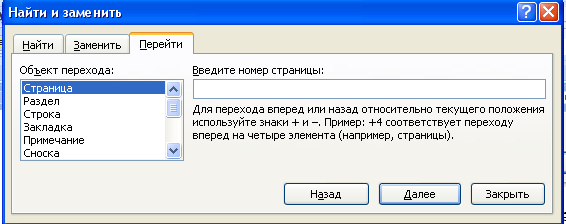 Найти и заменить
Найти Заменить Перейти
Объект перехода:
Страница
Раздел
Строка
Закладка
Примечание
Сноска
Введите номер страницы:
Для перехода вперед или назад относительно текущего положения
используйте знаки + и –. Пример: +4 соответствует переходу
вперед на четыре элемента (например, страницы).
Назад Далее Закрыть